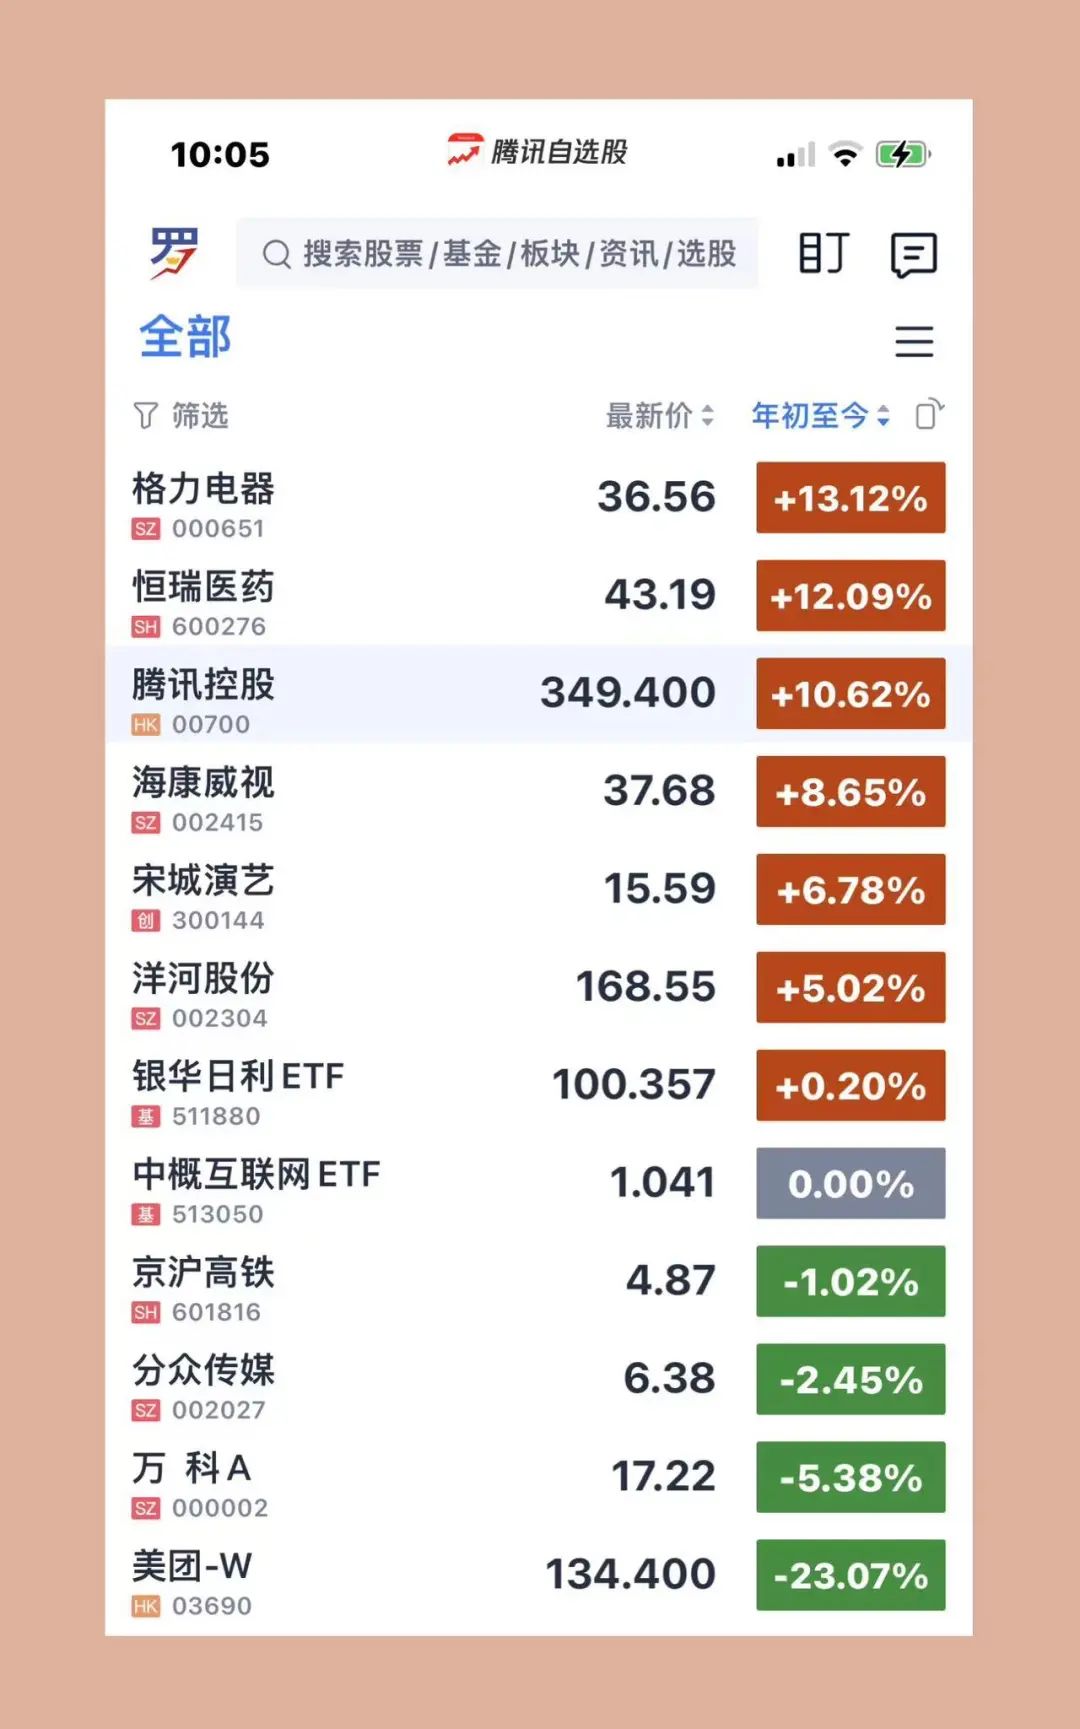 10:05 腾讯自选股
罗 搜索股票/基金/板块/资讯/选股 盯
全部
筛选 最新价 年初至今
格力电器 36.56 +13.12%
SZ 000651
恒瑞医药 43.19 +12.09%
SH 600276
腾讯控股 349.400 +10.62%
HK 00700
海康威视 37.68 +8.65%
SZ 002415
宋城演艺 15.59 +6.78%
创 300144
洋河股份 168.55 +5.02%
SZ 002304
银华日利ETF 100.357 +0.20%
基 511880
中概互联网ETF 1.041 0.00%
基 513050
京沪高铁 4.87 -1.02%
SH 601816
分众传媒 6.38 -2.45%
SZ 002027
万 科A 17.22 -5.38%
SZ 000002
美团-W 134.400 -23.07%
HK 03690